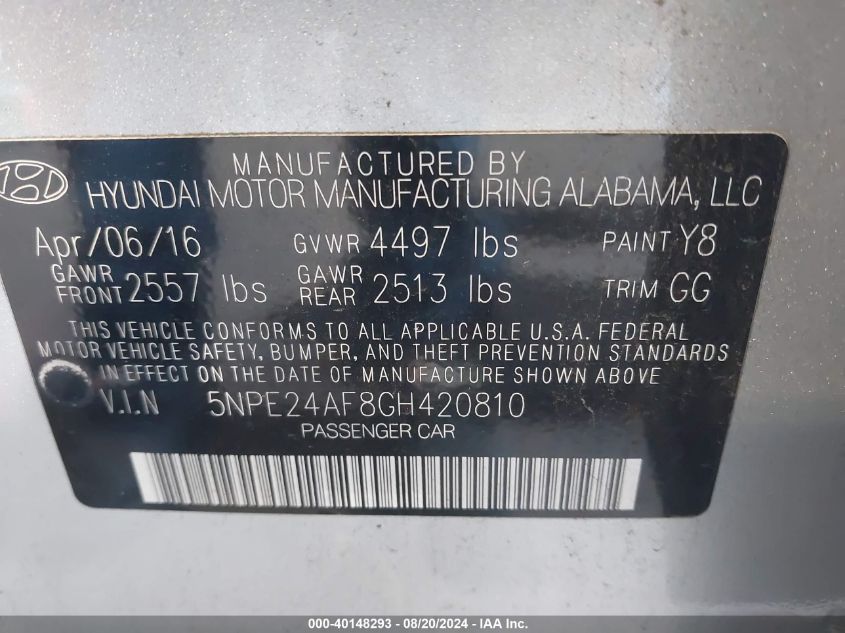 MANUFACTURED BY
HYUNDAI MOTOR MANUFACTURING ALABAMA, LLC
Apr/06/16 GVWR 4497 lbs PAINT Y8
GAWR FRONT 2557 lbs GAWR REAR 2513 lbs TRIM GG
THIS VEHICLE CONFORMS TO ALL APPLICABLE U.S.A. FEDERAL
MOTOR VEHICLE SAFETY, BUMPER, AND THEFT PREVENTION STANDARDS
IN EFFECT ON THE DATE OF MANUFACTURE SHOWN ABOVE
V.I.N 5NPE24AF8GH420810
PASSENGER CAR
000-40148293 - 08/20/2024 - IAA Inc.